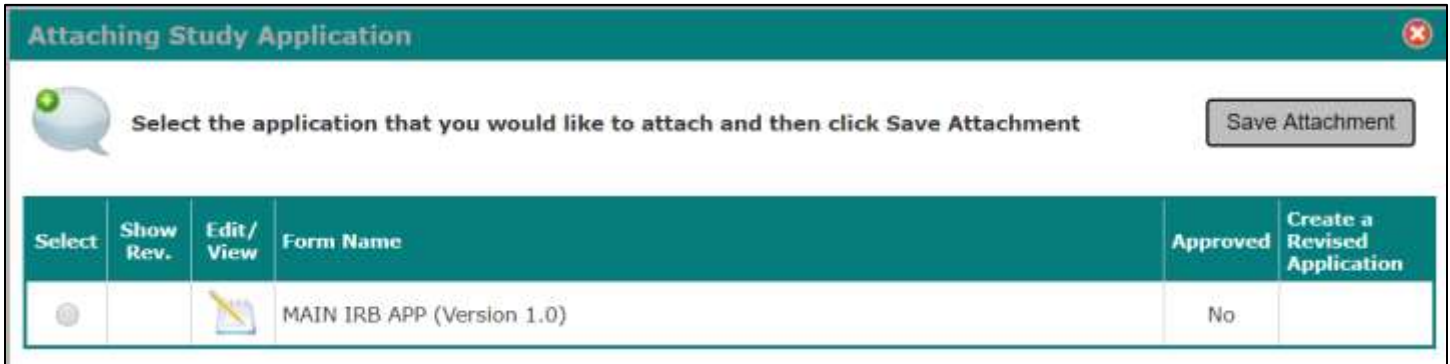 Attaching Study Application
Select the application that you would like to attach and then click Save Attachment
Save Attachment
Select
Show
Rev.
Edit/
View
Form Name
Approved
Create a
Revised
Application
MAIN IRB APP (Version 1.0)
No